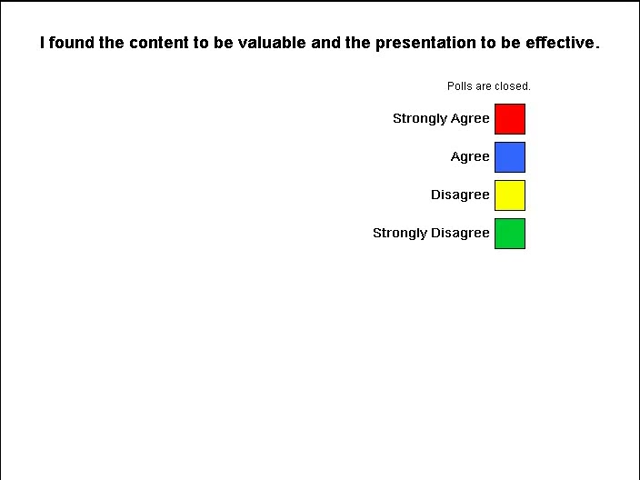 I found the content to be valuable and the presentation to be effective.
Polls are closed.
Strongly Agree
Agree
Disagree
Strongly Disagree